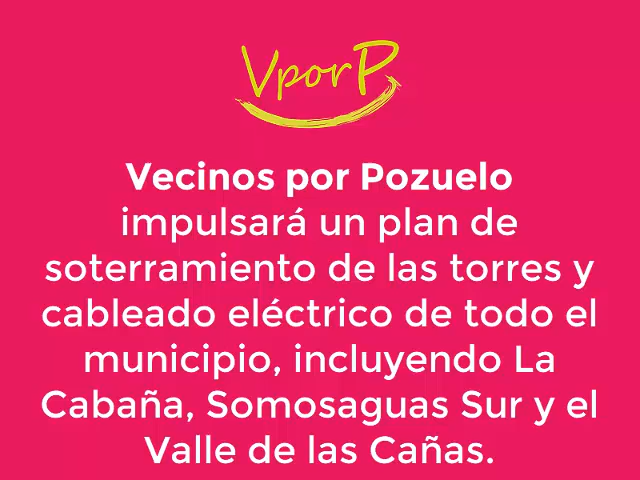 VporP
Vecinos por Pozuelo
impulsará un plan de
soterramiento de las torres y
cableado eléctrico de todo el
municipio, incluyendo La
Cabaña, Somosaguas Sur y el
Valle de las Cañas.